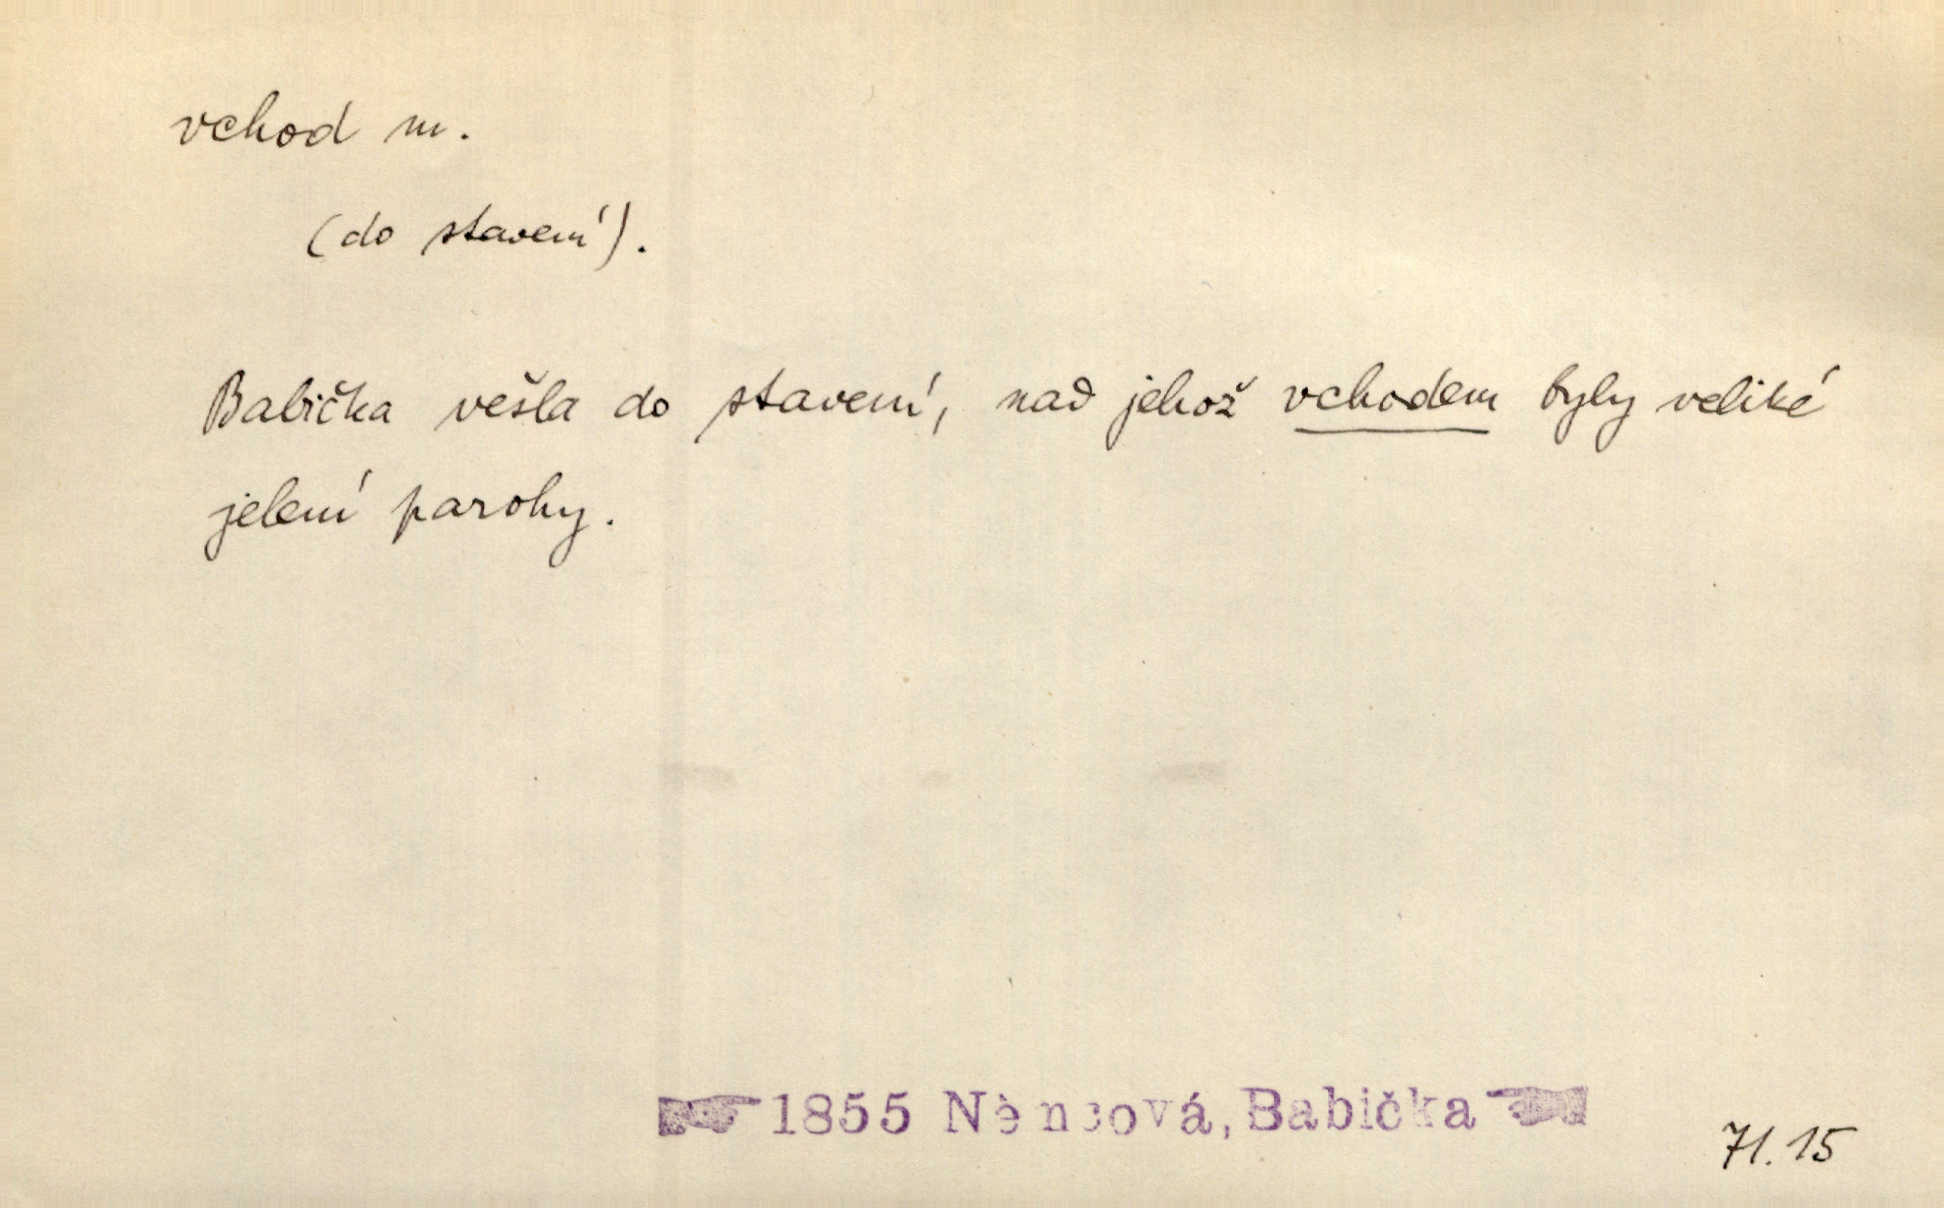 vchod m.
(do stavení).
Babička vešla do stavení, nad jehož vchodem byly veliké
jelení parohy.
☛ 1855 Němcová, Babička ☚
71.15